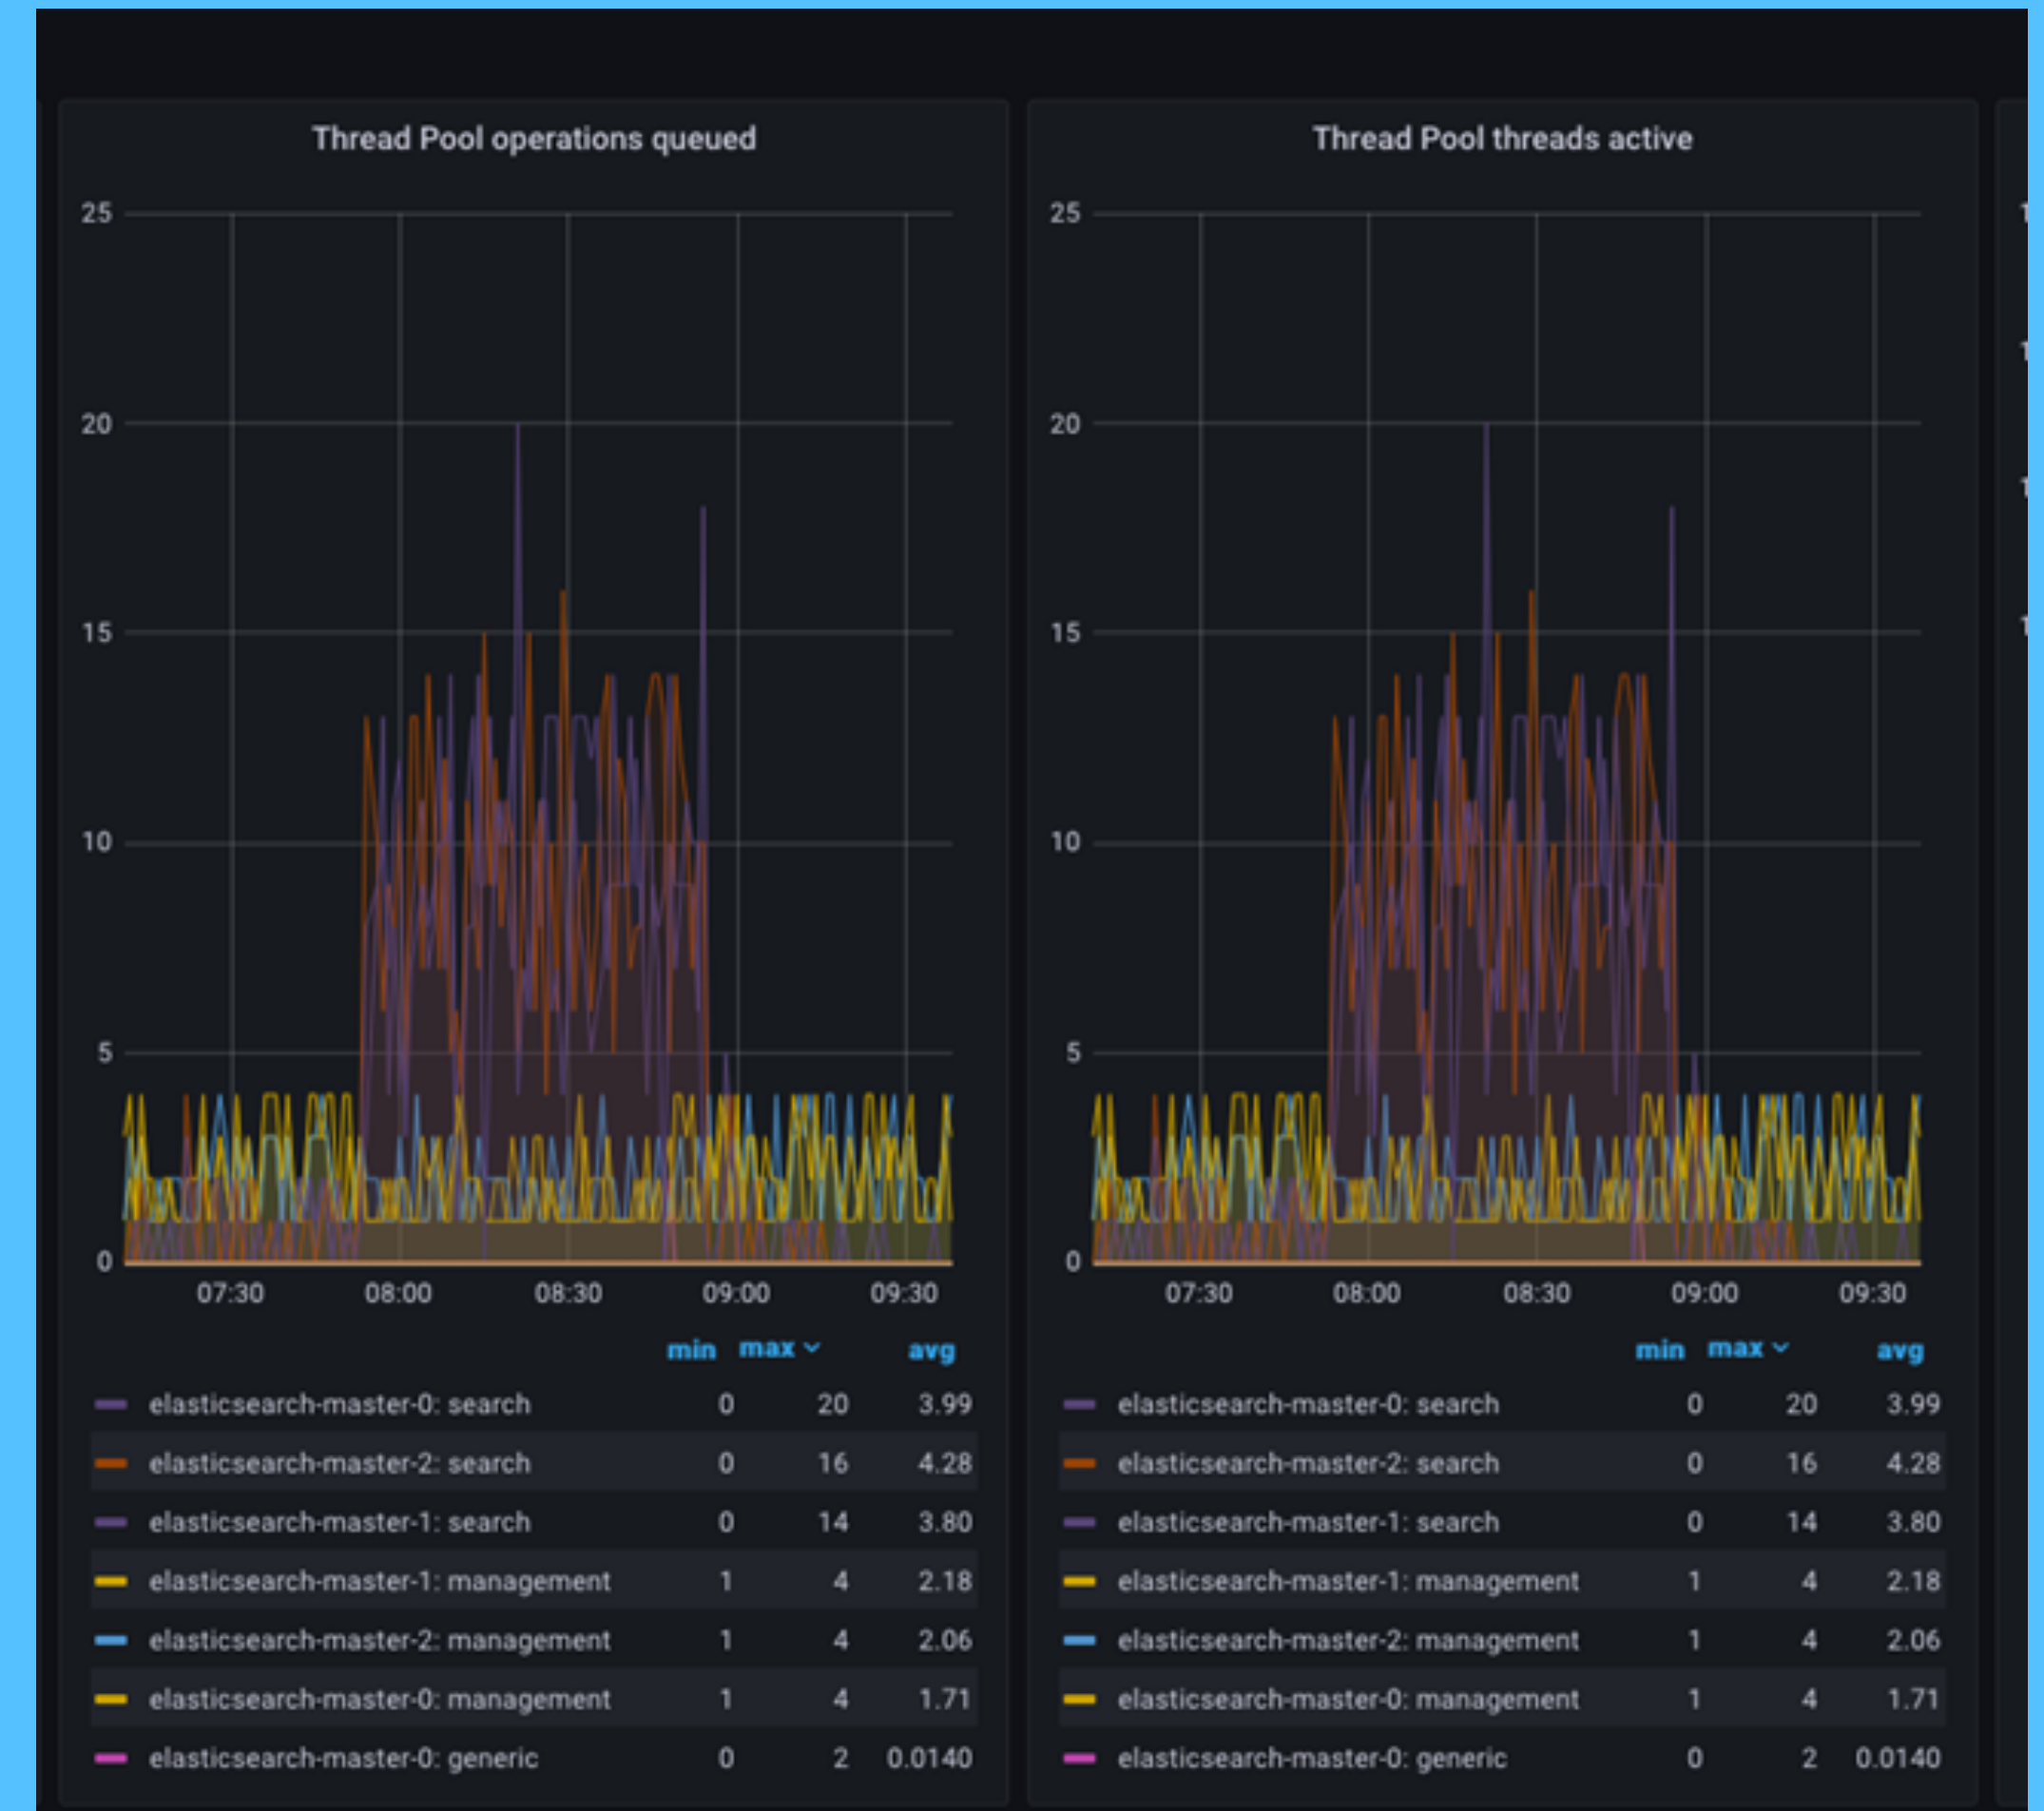 Thread Pool operations queued
25
20
15
10
5
0
07:30 08:00 08:30 09:00 09:30
min max avg
elasticsearch-master-0: search 0 20 3.99
elasticsearch-master-2: search 0 16 4.28
elasticsearch-master-1: search 0 14 3.80
elasticsearch-master-1: management 1 4 2.18
elasticsearch-master-2: management 1 4 2.06
elasticsearch-master-0: management 1 4 1.71
elasticsearch-master-0: generic 0 2 0.0140
Thread Pool threads active
25
20
15
10
5
0
07:30 08:00 08:30 09:00 09:30
min max avg
elasticsearch-master-0: search 0 20 3.99
elasticsearch-master-2: search 0 16 4.28
elasticsearch-master-1: search 0 14 3.80
elasticsearch-master-1: management 1 4 2.18
elasticsearch-master-2: management 1 4 2.06
elasticsearch-master-0: management 1 4 1.71
elasticsearch-master-0: generic 0 2 0.0140